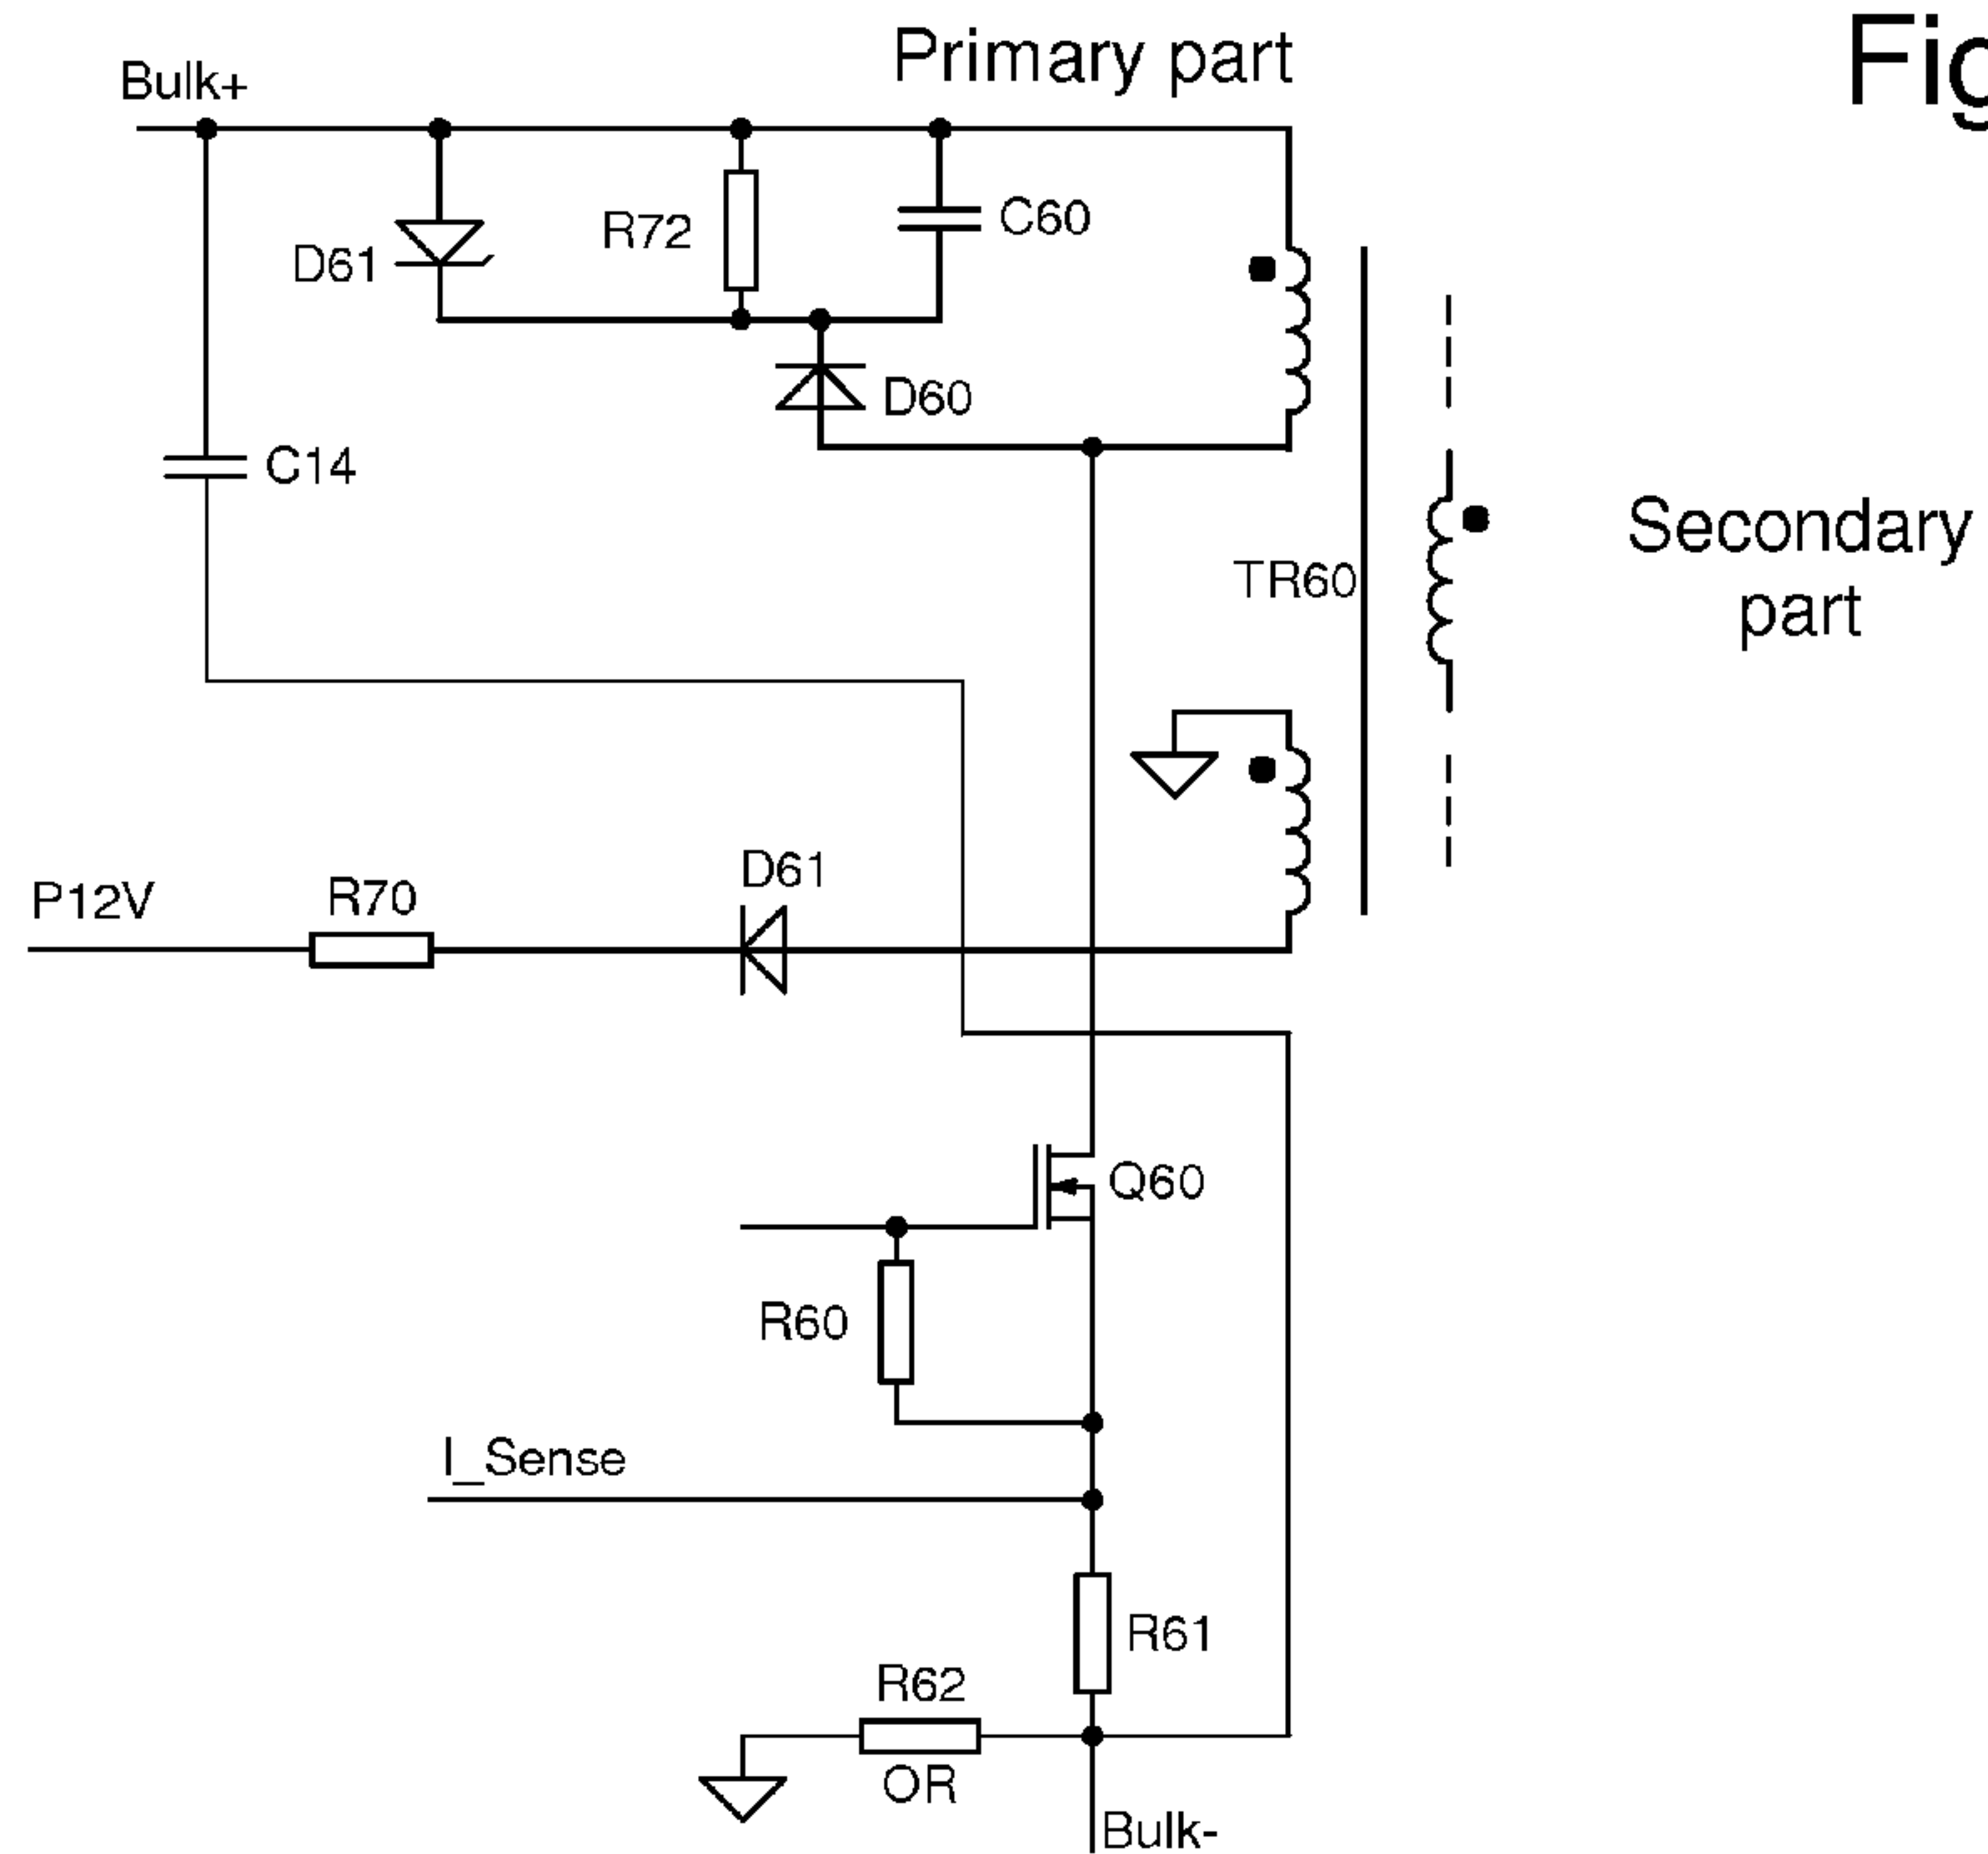 Primary part
Fig
Bulk+
R72
C60
D61
D60
C14
Secondary
part
TR60
D61
P12V
R70
Q60
R60
I_Sense
R61
R62
OR
Bulk-